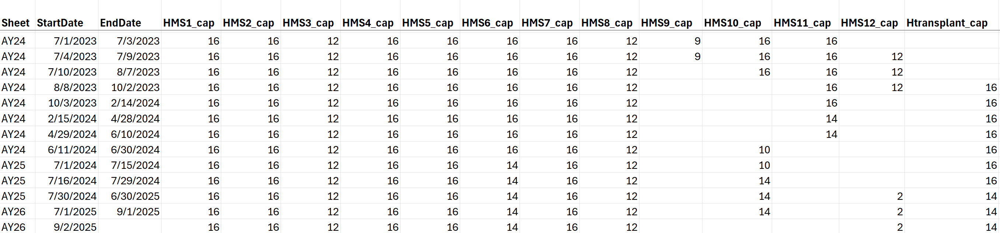 Sheet StartDate EndDate HMS1_cap HMS2_cap HMS3_cap HMS4_cap HMS5_cap HMS6_cap HMS7_cap HMS8_cap HMS9_cap HMS10_cap HMS11_cap HMS12_cap Htransplant_cap
AY24 7/1/2023 7/3/2023 16 16 12 16 16 16 16 12 9 16 16
AY24 7/4/2023 7/9/2023 16 16 12 16 16 16 16 12 9 16 16 12
AY24 7/10/2023 8/7/2023 16 16 12 16 16 16 16 12 16 16 12
AY24 8/8/2023 10/2/2023 16 16 12 16 16 16 16 12 16 12 16
AY24 10/3/2023 2/14/2024 16 16 12 16 16 16 16 12 16 16
AY24 2/15/2024 4/28/2024 16 16 12 16 16 16 16 12 14 16
AY24 4/29/2024 6/10/2024 16 16 12 16 16 16 16 12 14 16
AY24 6/11/2024 6/30/2024 16 16 12 16 16 16 16 12 10 16
AY25 7/1/2024 7/15/2024 16 16 12 16 16 14 16 12 10 16
AY25 7/16/2024 7/29/2024 16 16 12 16 16 14 16 12 14 16
AY25 7/30/2024 6/30/2025 16 16 12 16 16 14 16 12 14 2 14
AY26 7/1/2025 9/1/2025 16 16 12 16 16 14 16 12 14 2 14
AY26 9/2/2025 16 16 12 16 16 14 16 12 2 14